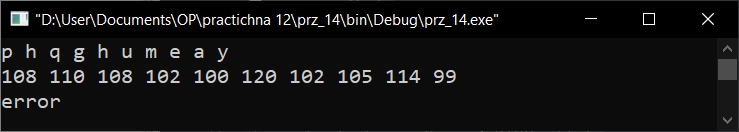 "D:\User\Documents\OP\practichna 12\prz_14\bin\Debug\prz_14.exe"
p h q g h u m e a y
108 110 108 102 100 120 102 105 114 99
error